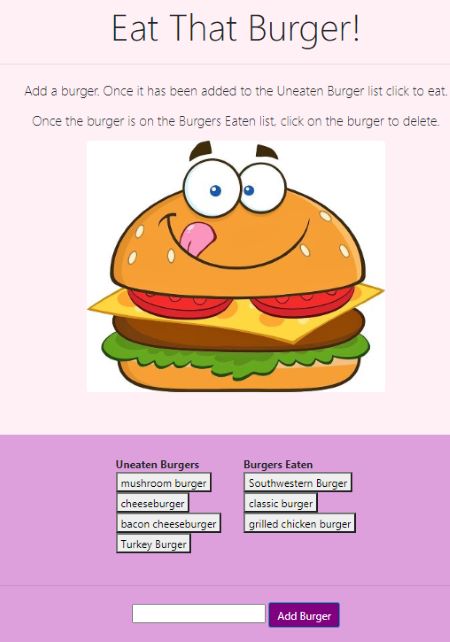 Eat That Burger!
Add a burger. Once it has been added to the Uneaten Burger list click to eat.
Once the burger is on the Burgers Eaten list, click on the burger to delete.
Uneaten Burgers
mushroom burger
cheeseburger
bacon cheeseburger
Turkey Burger
Burgers Eaten
Southwestern Burger
classic burger
grilled chicken burger
Add Burger